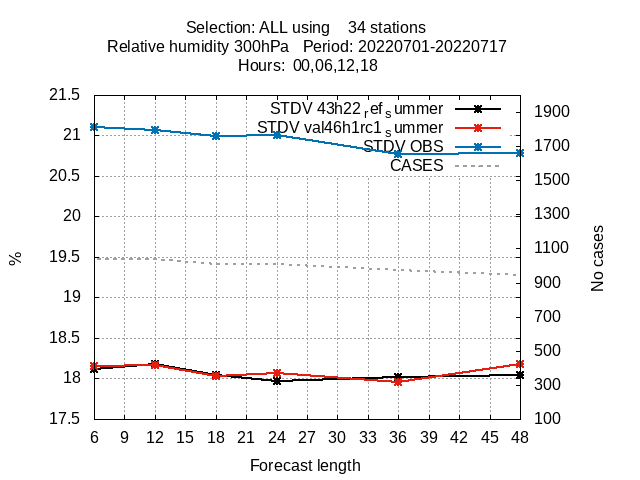 Selection: ALL using 34 stations
Relative humidity 300hPa Period: 20220701-20220717
Hours: 00,06,12,18
STDV 43h22refsummer
STDV val46h1rc1summer
STDV OBS
CASES
21.5
21
20.5
20
19.5
19
18.5
18
17.5
%
1900
1700
1500
1300
1100
900
700
500
300
100
No cases
6 9 12 15 18 21 24 27 30 33 36 39 42 45 48
Forecast length